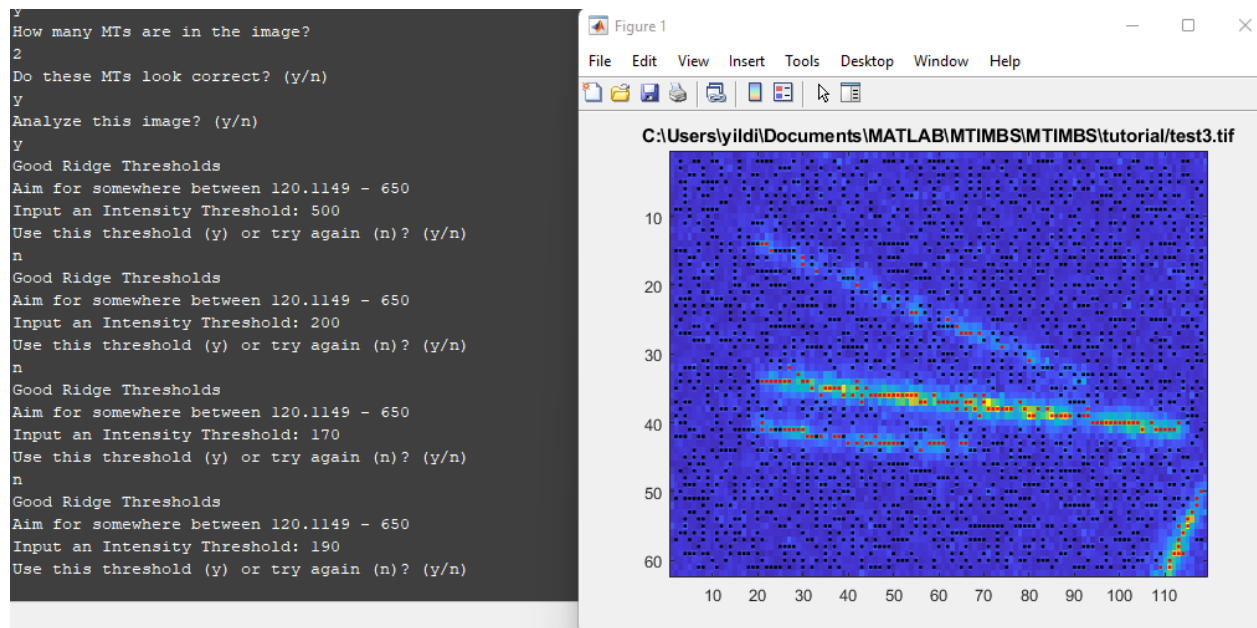 y
How many MTs are in the image?
2
Do these MTs look correct? (y/n)
y
Analyze this image? (y/n)
y
Good Ridge Thresholds
Aim for somewhere between 120.1149 - 650
Input an Intensity Threshold: 500
Use this threshold (y) or try again (n)? (y/n)
n
Good Ridge Thresholds
Aim for somewhere between 120.1149 - 650
Input an Intensity Threshold: 200
Use this threshold (y) or try again (n)? (y/n)
n
Good Ridge Thresholds
Aim for somewhere between 120.1149 - 650
Input an Intensity Threshold: 170
Use this threshold (y) or try again (n)? (y/n)
n
Good Ridge Thresholds
Aim for somewhere between 120.1149 - 650
Input an Intensity Threshold: 190
Use this threshold (y) or try again (n)? (y/n)
Figure 1
File Edit View Insert Tools Desktop Window Help
C:\Users\yildi\Documents\MATLAB\MTIMBS\MTIMBS\tutorial/test3.tif
10
20
30
40
50
60
10 20 30 40 50 60 70 80 90 100 110